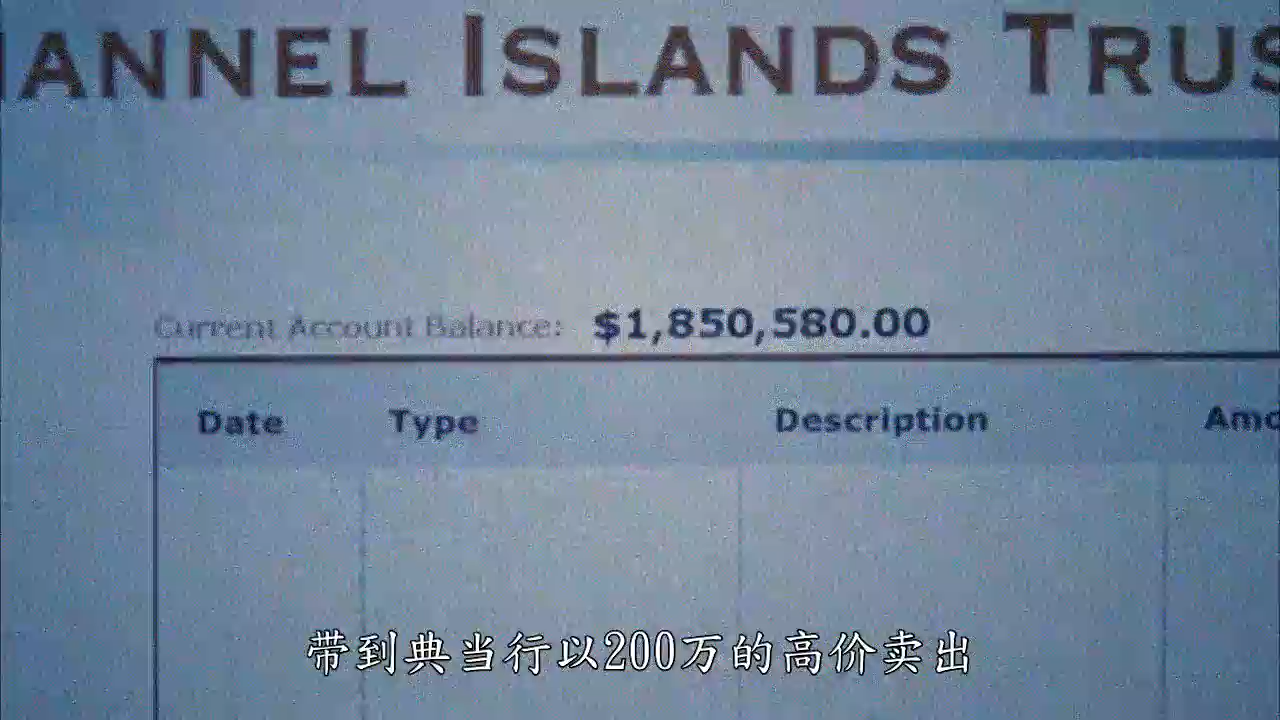 HANNEL ISLANDS TRUS
Current Account Balance: $1,850,580.00
Date Type Description Amo
带到典当行以200万的高价卖出